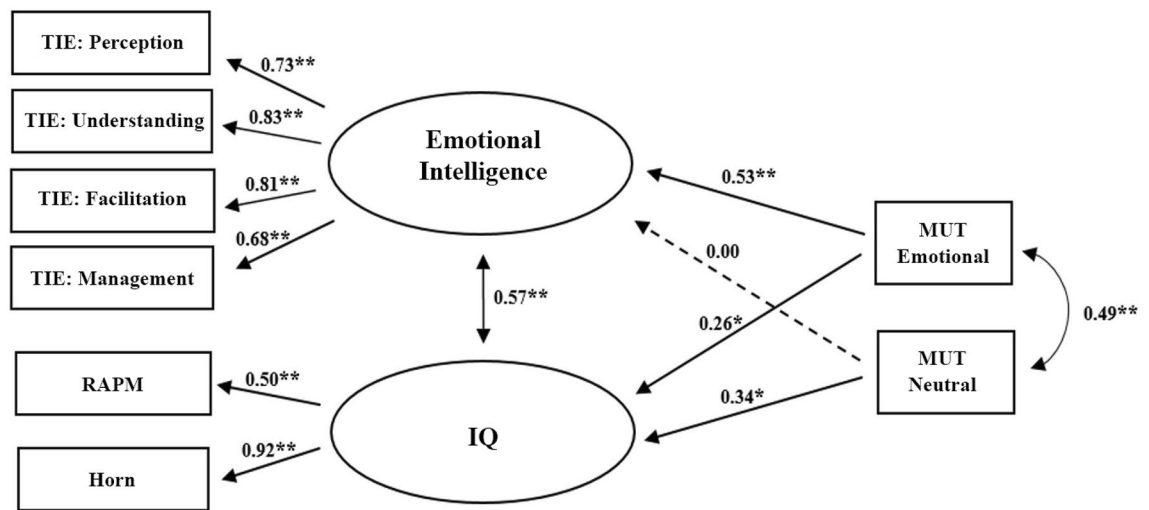 TIE: Perception
0.73**
TIE: Understanding
0.83**
TIE: Facilitation
0.81**
TIE: Management
0.68**
Emotional
Intelligence
0.57**
RAPM
0.50**
Horn
0.92**
IQ
0.53**
0.00
0.26*
0.34*
MUT
Emotional
MUT
Neutral
0.49**